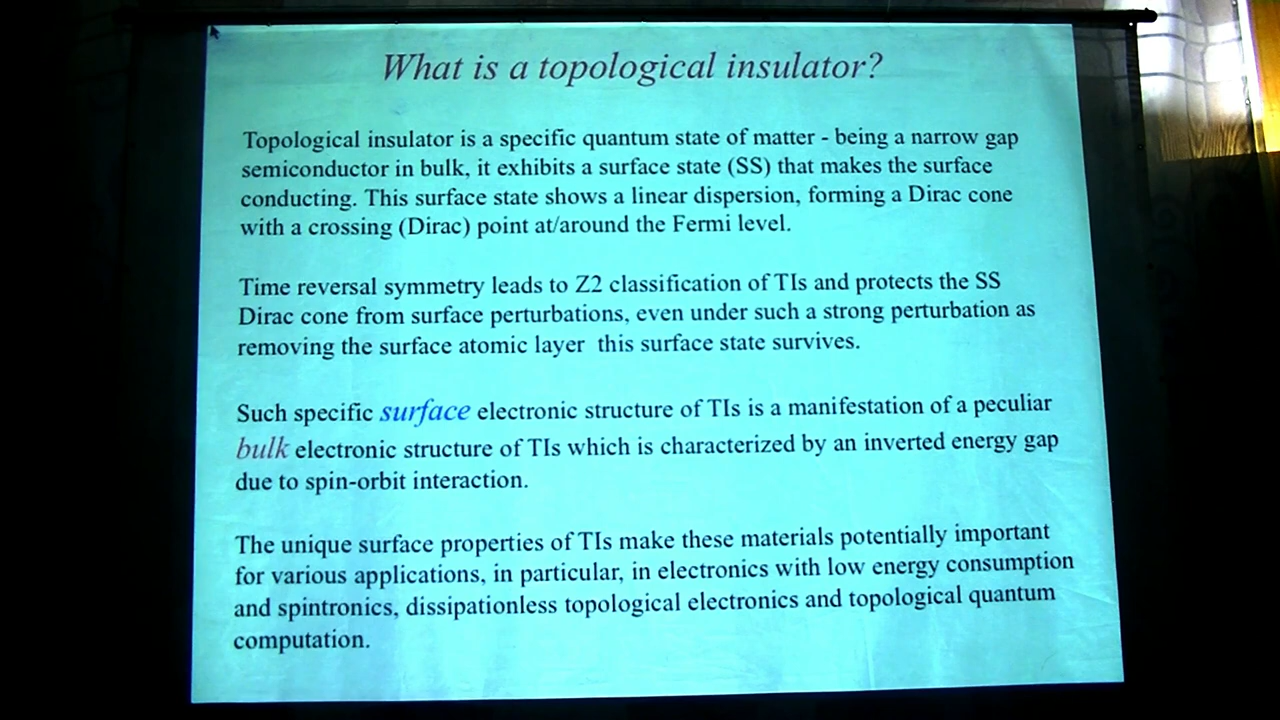 What is a topological insulator?
Topological insulator is a specific quantum state of matter - being a narrow gap
semiconductor in bulk, it exhibits a surface state (SS) that makes the surface
conducting. This surface state shows a linear dispersion, forming a Dirac cone
with a crossing (Dirac) point at/around the Fermi level.
Time reversal symmetry leads to Z2 classification of TIs and protects the SS
Dirac cone from surface perturbations, even under such a strong perturbation as
removing the surface atomic layer this surface state survives.
Such specific surface electronic structure of TIs is a manifestation of a peculiar
bulk electronic structure of TIs which is characterized by an inverted energy gap
due to spin-orbit interaction.
The unique surface properties of TIs make these materials potentially important
for various applications, in particular, in electronics with low energy consumption
and spintronics, dissipationless topological electronics and topological quantum
computation.